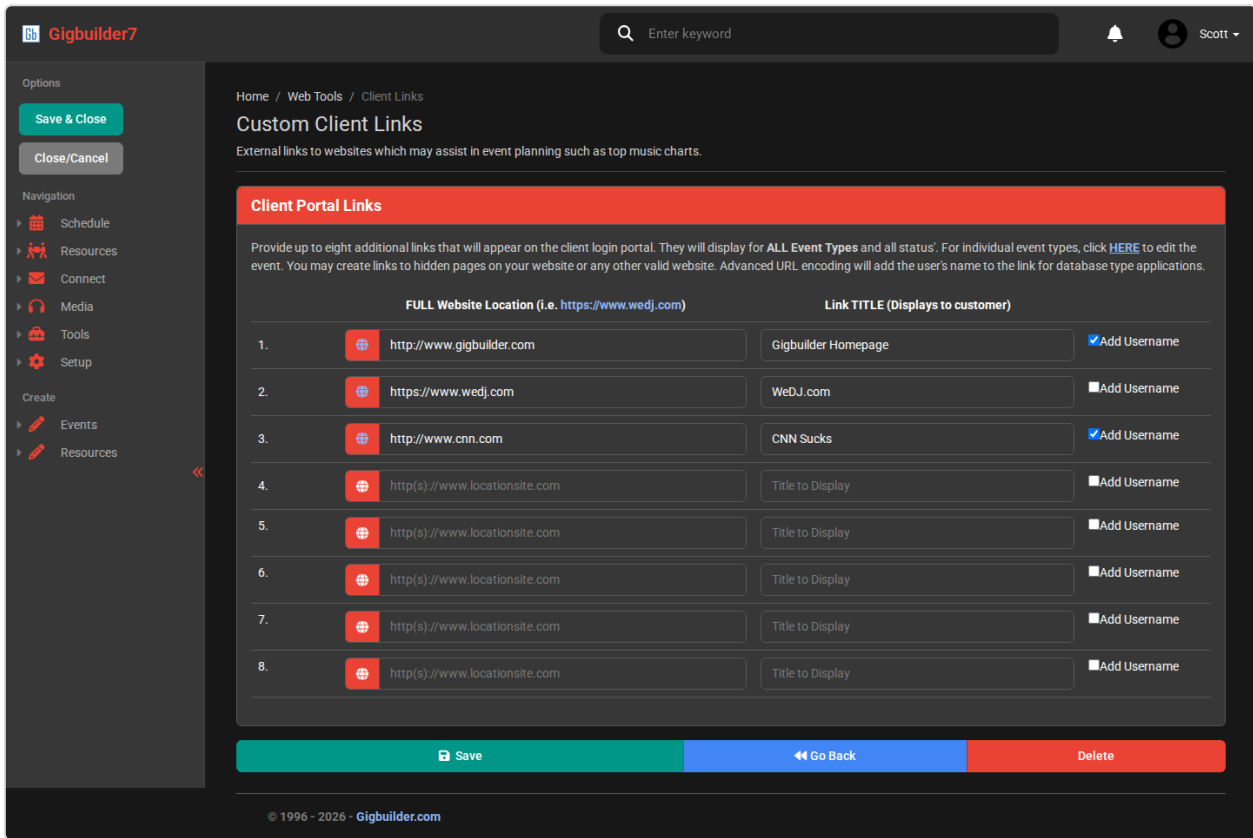 Gb Gigbuilder7
Enter keyword
Scott
Options
Save & Close
Close/Cancel
Navigation
Schedule
Resources
Connect
Media
Tools
Setup
Create
Events
Resources
Home / Web Tools / Client Links
Custom Client Links
External links to websites which may assist in event planning such as top music charts.
Client Portal Links
Provide up to eight additional links that will appear on the client login portal. They will display for ALL Event Types and all status'. For individual event types, click HERE to edit the
event. You may create links to hidden pages on your website or any other valid website. Advanced URL encoding will add the user's name to the link for database type applications.
FULL Website Location (i.e. https://www.wedj.com) Link TITLE (Displays to customer)
1. http://www.gigbuilder.com Gigbuilder Homepage Add Username
2. https://www.wedj.com WeDJ.com Add Username
3. http://www.cnn.com CNN Sucks Add Username
4. http(s)://www.locationsite.com Title to Display Add Username
5. http(s)://www.locationsite.com Title to Display Add Username
6. http(s)://www.locationsite.com Title to Display Add Username
7. http(s)://www.locationsite.com Title to Display Add Username
8. http(s)://www.locationsite.com Title to Display Add Username
Save Go Back Delete
© 1996 - 2026 - Gigbuilder.com